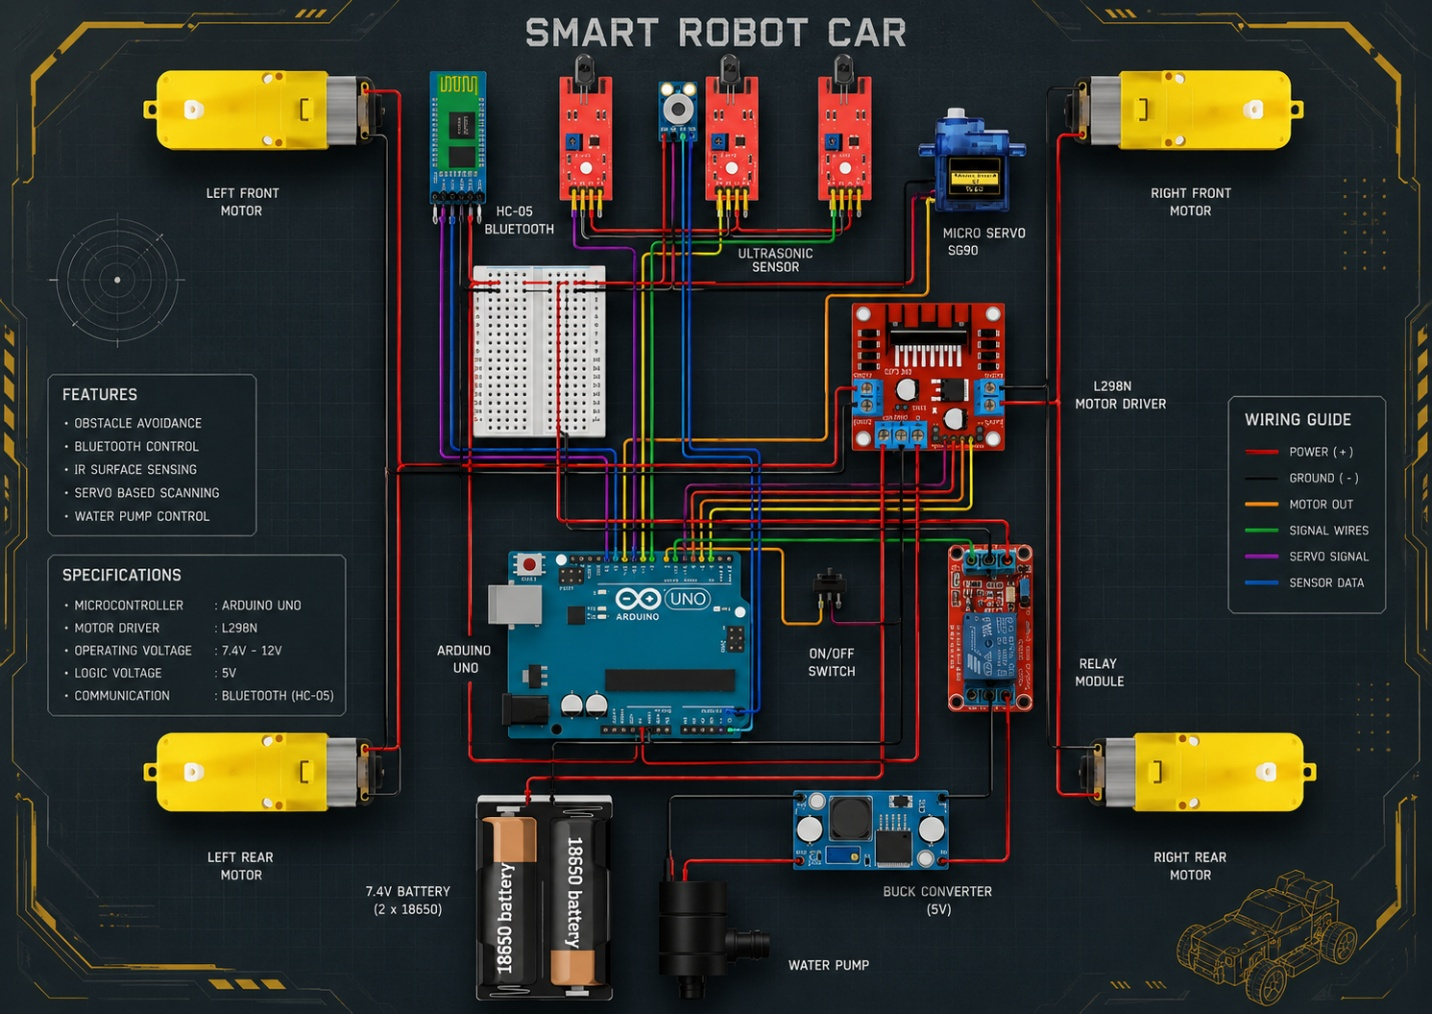 SMART ROBOT CAR
LEFT FRONT
MOTOR
HC-05
BLUETOOTH
ULTRASONIC
SENSOR
MICRO SERVO
SG90
RIGHT FRONT
MOTOR
L298N
MOTOR DRIVER
FEATURES
• OBSTACLE AVOIDANCE
• BLUETOOTH CONTROL
• IR SURFACE SENSING
• SERVO BASED SCANNING
• WATER PUMP CONTROL
WIRING GUIDE
POWER (+)
GROUND (-)
MOTOR OUT
SIGNAL WIRES
SERVO SIGNAL
SENSOR DATA
SPECIFICATIONS
• MICROCONTROLLER : ARDUINO UNO
• MOTOR DRIVER : L298N
• OPERATING VOLTAGE : 7.4V - 12V
• LOGIC VOLTAGE : 5V
• COMMUNICATION : BLUETOOTH (HC-05)
UNO
ARDUINO
ARDUINO
UNO
ON/OFF
SWITCH
RELAY
MODULE
LEFT REAR
MOTOR
7.4V BATTERY
(2 x 18650)
18650 battery
18650 battery
BUCK CONVERTER
(5V)
WATER PUMP
RIGHT REAR
MOTOR